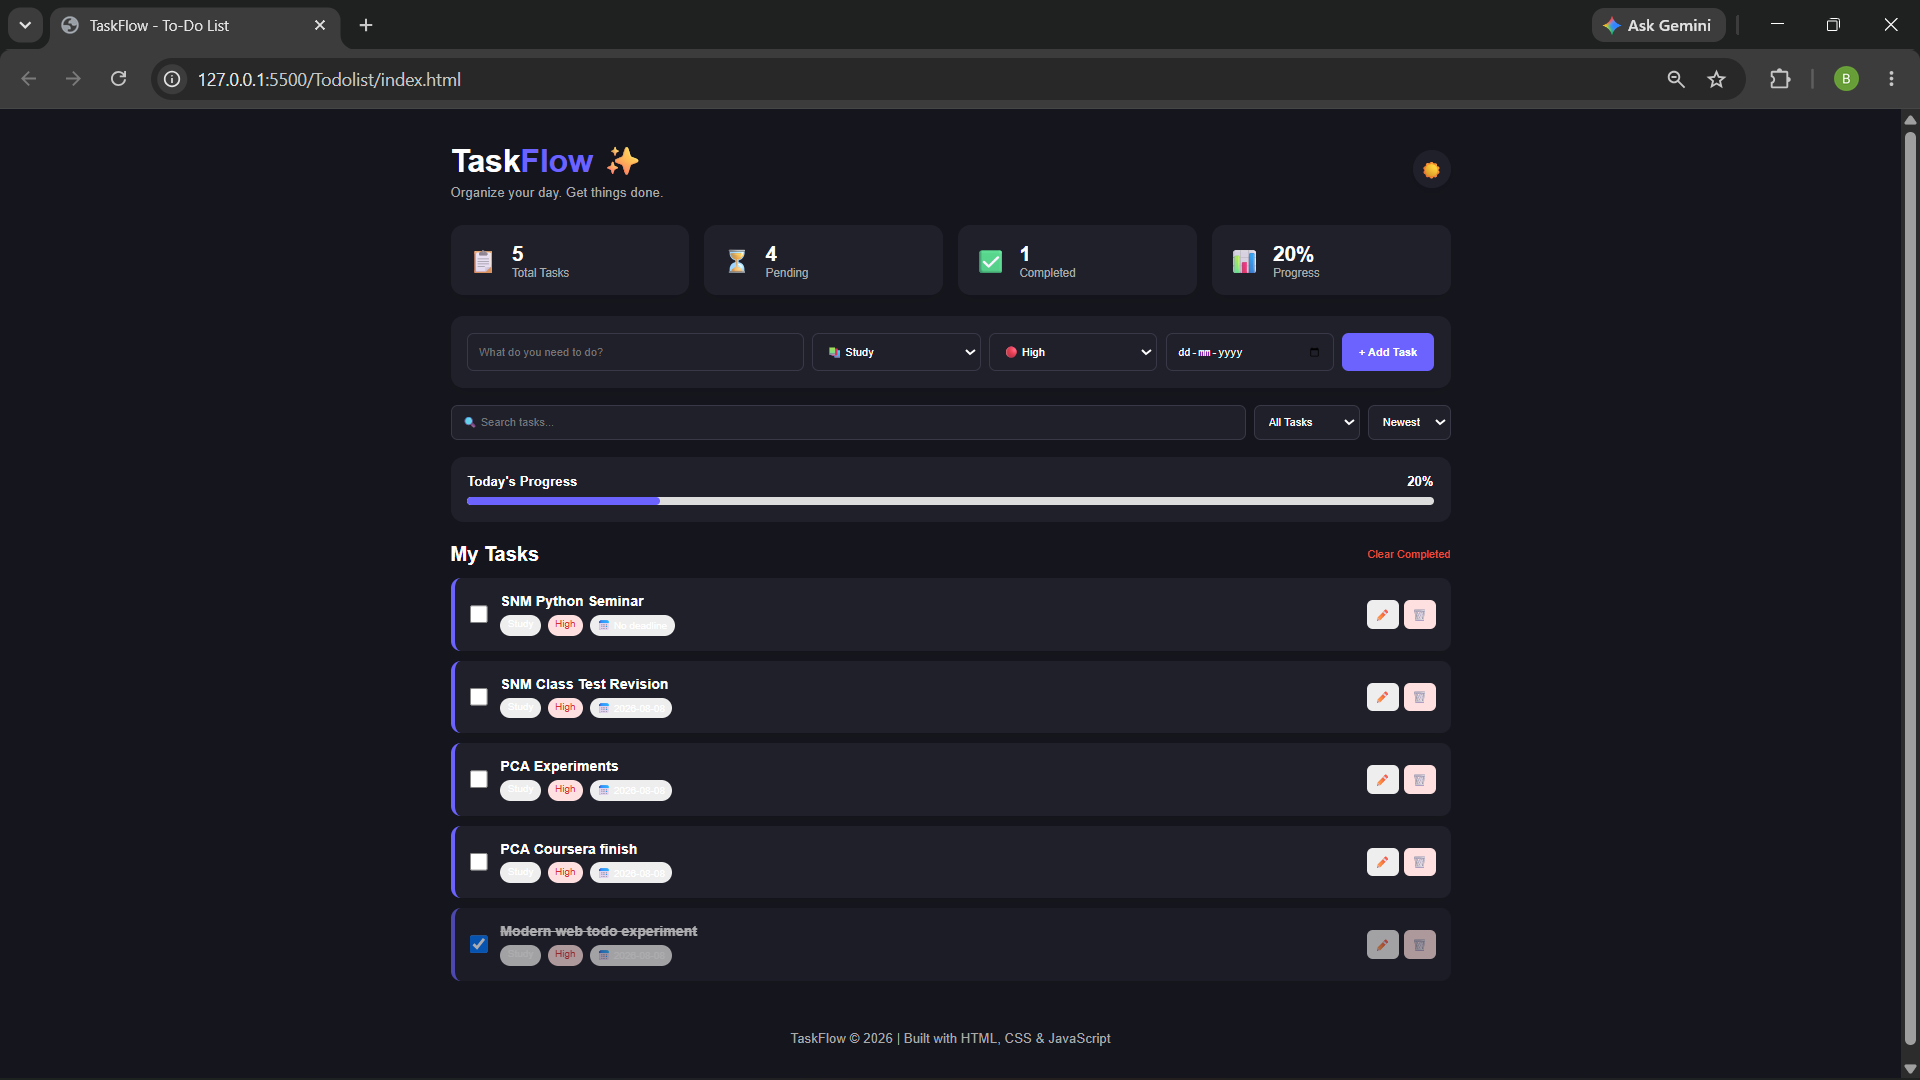 TaskFlow - To-Do List
Ask Gemini
127.0.0.1:5500/Todolist/index.html
B
TaskFlow ✨
Organize your day. Get things done.
5
Total Tasks
4
Pending
1
Completed
20%
Progress
What do you need to do?
Study
High
dd-mm-yyyy
+ Add Task
Search tasks...
All Tasks
Newest
Today's Progress
20%
My Tasks
Clear Completed
SNM Python Seminar
Study High No deadline
SNM Class Test Revision
Study High
PCA Experiments
Study High
PCA Coursera finish
Study High
Modern web todo experiment
Study High
TaskFlow © 2026 | Built with HTML, CSS & JavaScript